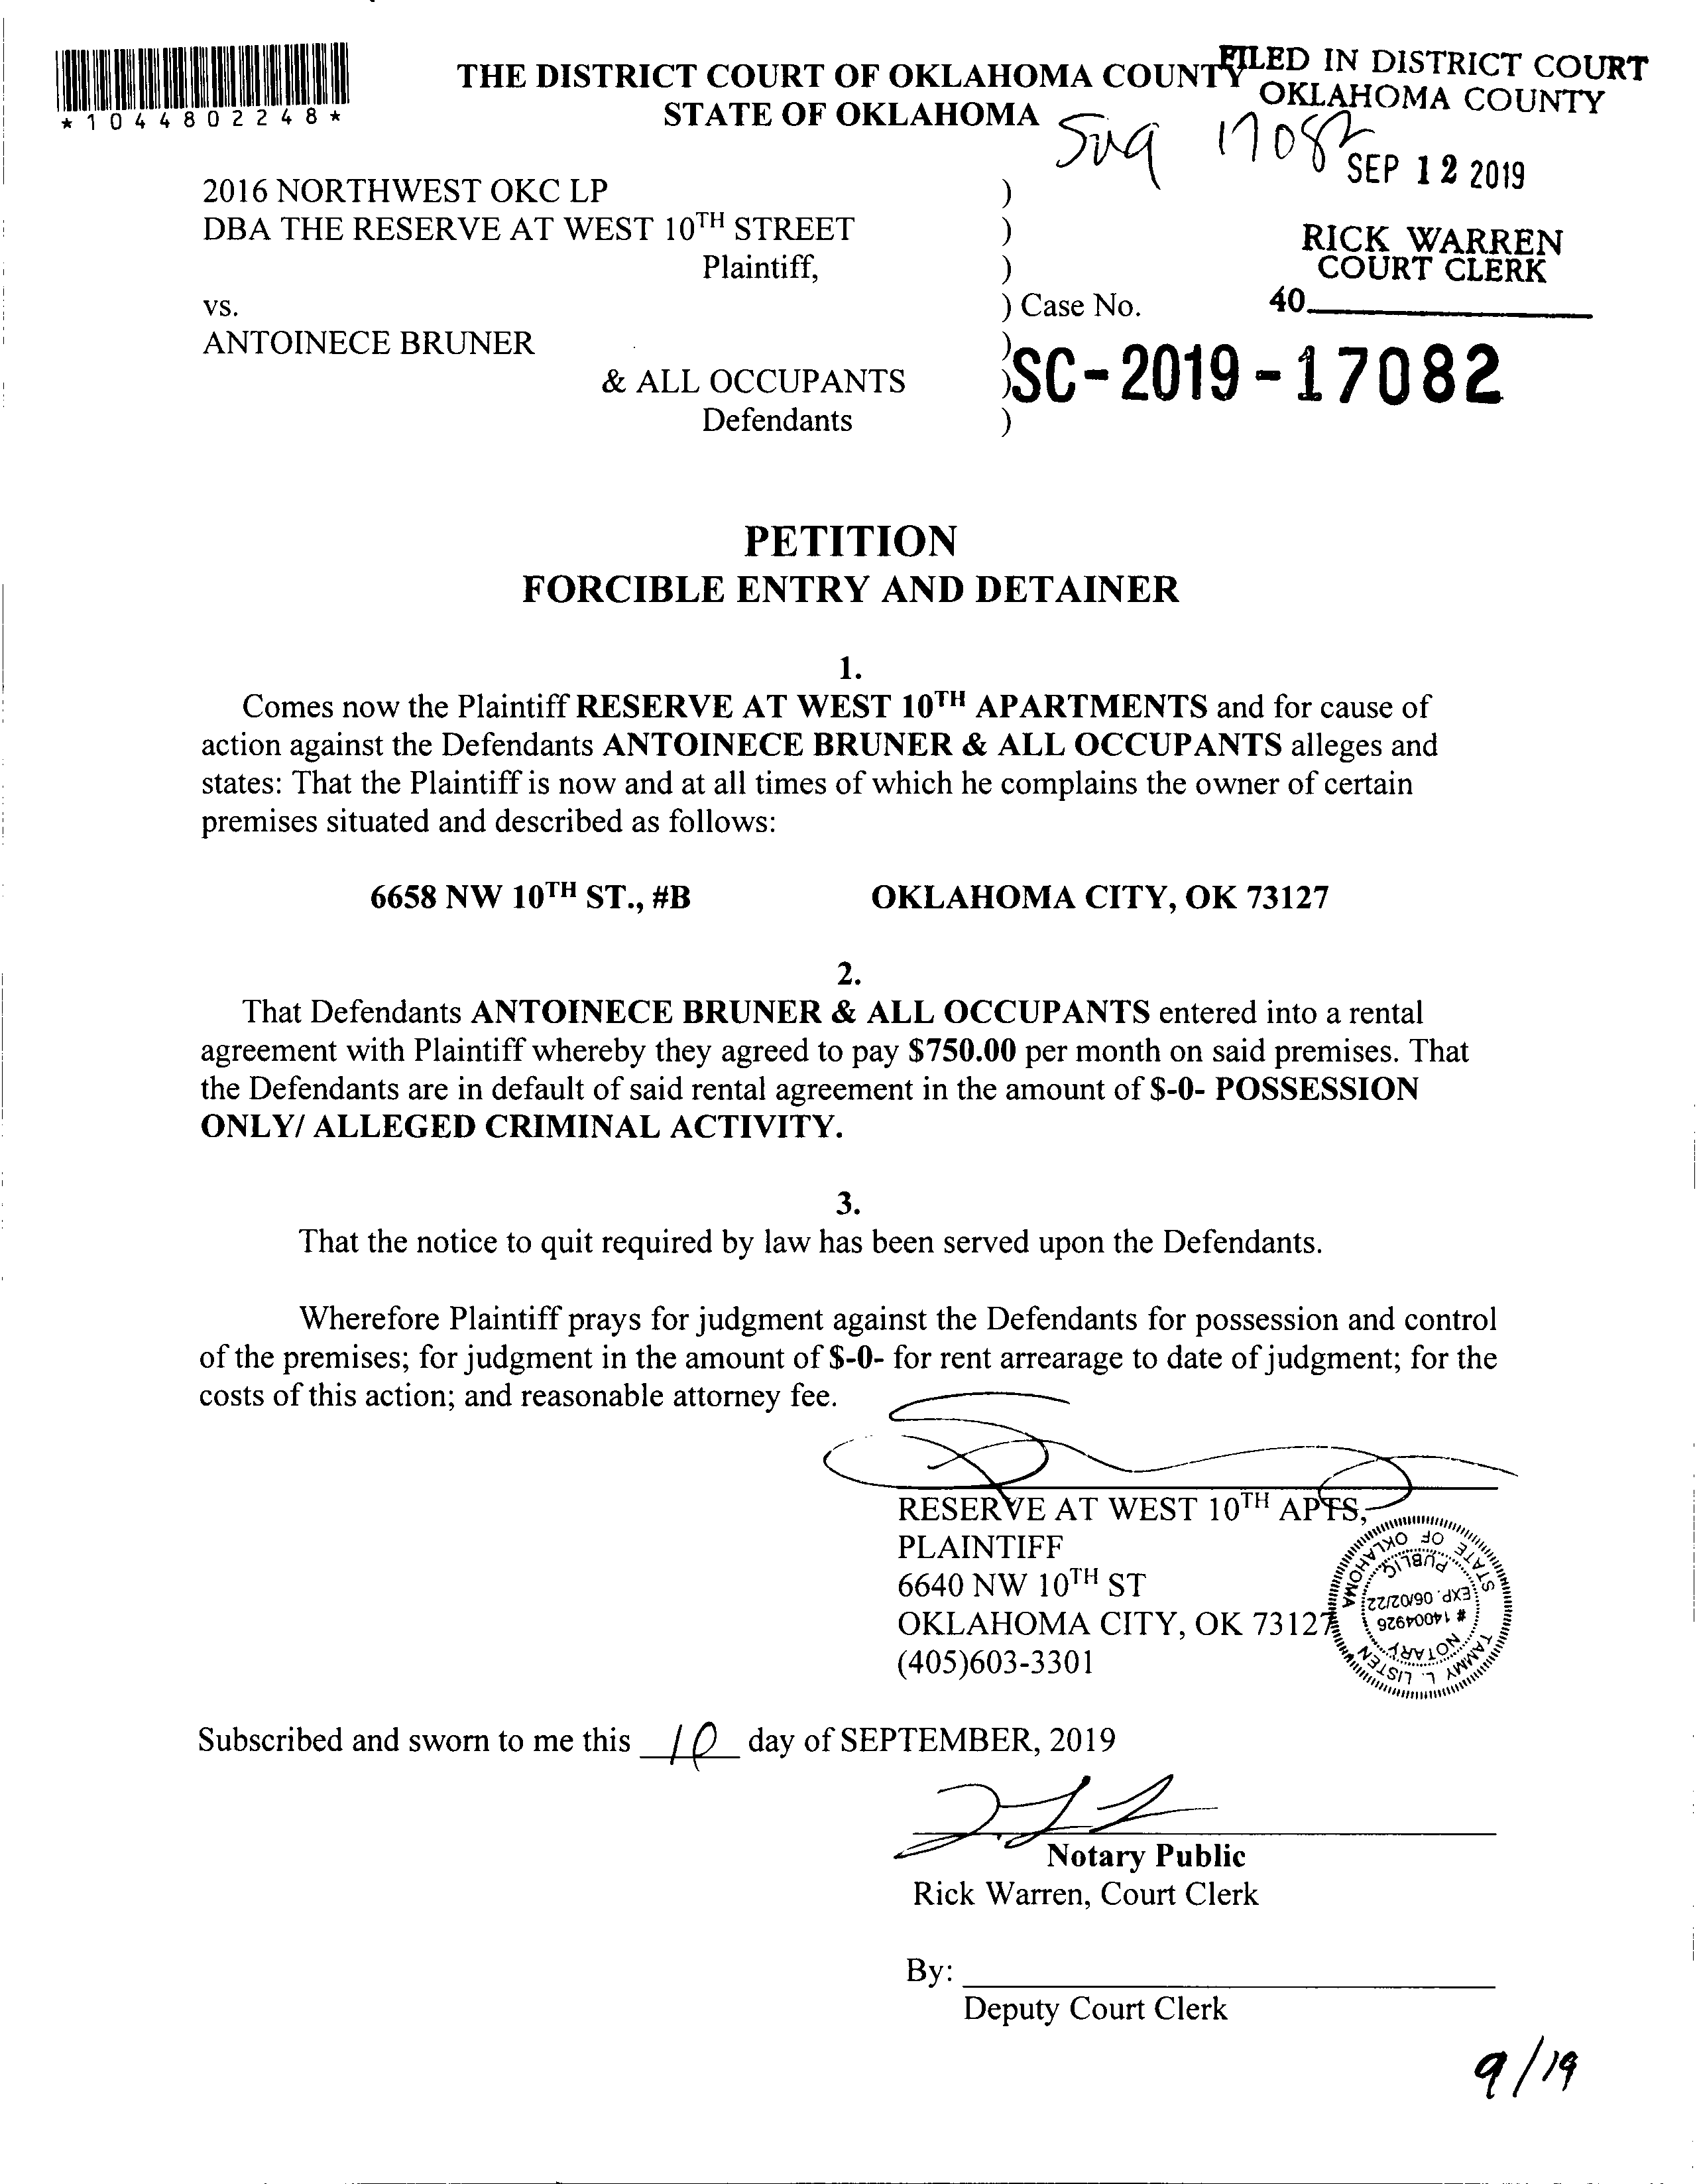 *1044802248*
THE DISTRICT COURT OF OKLAHOMA COUNTY
STATE OF OKLAHOMA
FILED IN DISTRICT COURT
OKLAHOMA COUNTY
17082
SEP 12 2019
RICK WARREN
COURT CLERK
40
2016 NORTHWEST OKC LP )
DBA THE RESERVE AT WEST 10TH STREET )
Plaintiff, )
vs. ) Case No.
ANTOINECE BRUNER )
& ALL OCCUPANTS ) SC-2019-17082
Defendants )
PETITION
FORCIBLE ENTRY AND DETAINER
1.
Comes now the Plaintiff RESERVE AT WEST 10TH APARTMENTS and for cause of
action against the Defendants ANTOINECE BRUNER & ALL OCCUPANTS alleges and
states: That the Plaintiff is now and at all times of which he complains the owner of certain
premises situated and described as follows:
6658 NW 10TH ST., #B OKLAHOMA CITY, OK 73127
2.
That Defendants ANTOINECE BRUNER & ALL OCCUPANTS entered into a rental
agreement with Plaintiff whereby they agreed to pay $750.00 per month on said premises. That
the Defendants are in default of said rental agreement in the amount of $-0- POSSESSION
ONLY/ ALLEGED CRIMINAL ACTIVITY.
3.
That the notice to quit required by law has been served upon the Defendants.
Wherefore Plaintiff prays for judgment against the Defendants for possession and control
of the premises; for judgment in the amount of $-0- for rent arrearage to date of judgment; for the
costs of this action; and reasonable attorney fee.
RESERVE AT WEST 10TH APTS,
PLAINTIFF
6640 NW 10TH ST
OKLAHOMA CITY, OK 73127
(405)603-3301
TAMMY L. LISTEN
NOTARY
# 14004926
EXP. 06/02/22
PUBLIC
STATE OF OKLAHOMA
Subscribed and sworn to me this 10 day of SEPTEMBER, 2019
Notary Public
Rick Warren, Court Clerk
By:
Deputy Court Clerk
9/19